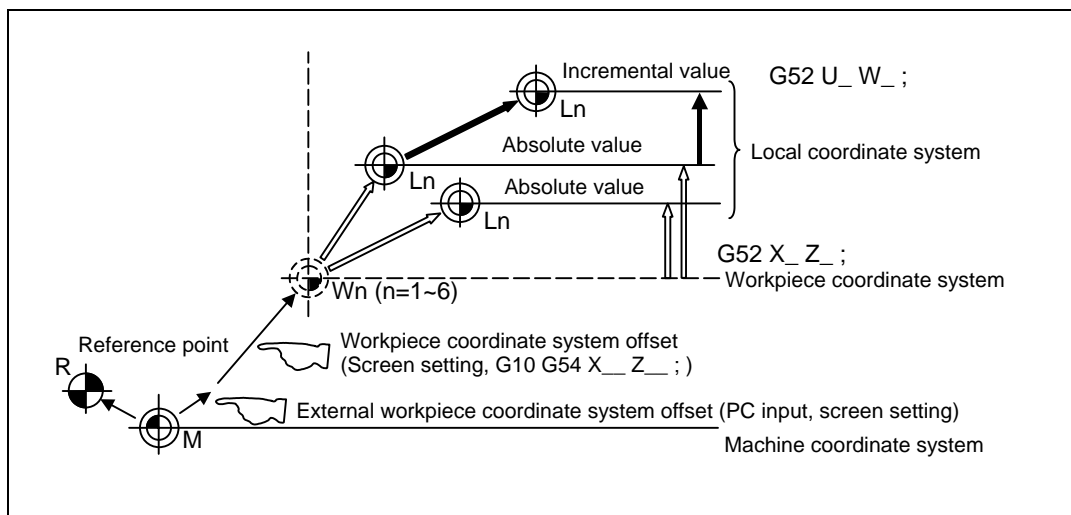 Incremental value
G52 U_ W_ ;
Ln
Absolute value
Local coordinate system
Ln
Absolute value
Ln
G52 X_ Z_ ;
Workpiece coordinate system
Wn (n=1~6)
Reference point
Workpiece coordinate system offset
(Screen setting, G10 G54 X__ Z__ ; )
R
External workpiece coordinate system offset (PC input, screen setting)
M
Machine coordinate system